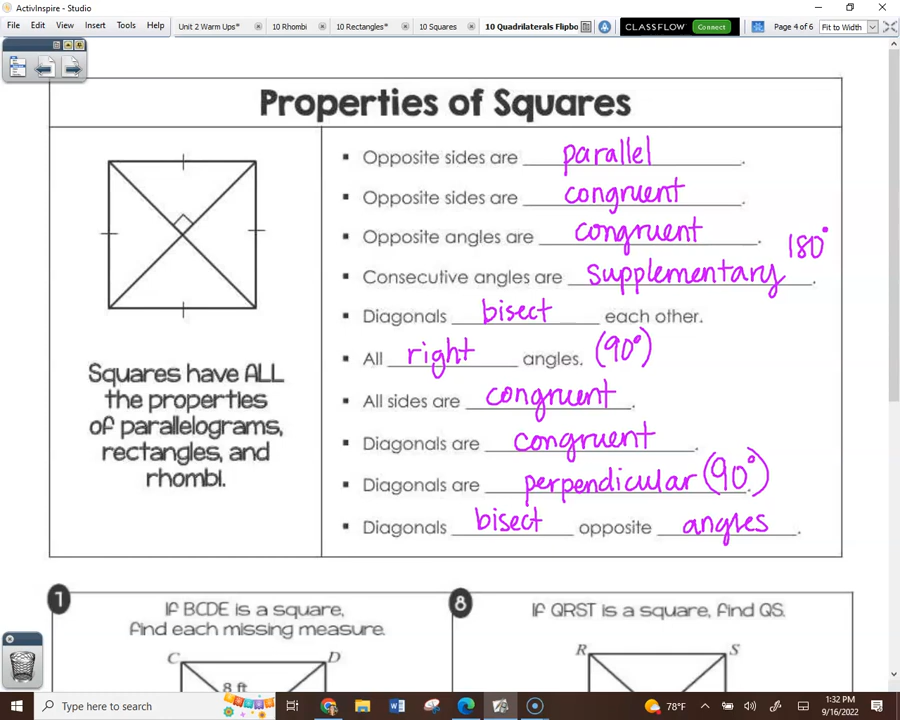 ActivInspire - Studio
File Edit View Insert Tools Help
Unit 2 Warm Ups* 10 Rhombi 10 Rectangles* 10 Squares 10 Quadrilaterals Flipbo
CLASSFLOW Connect
Page 4 of 6 Fit to Width
Properties of Squares
Squares have ALL
the properties
of parallelograms,
rectangles, and
rhombi.
▪ Opposite sides are parallel.
▪ Opposite sides are congruent.
▪ Opposite angles are congruent.
▪ Consecutive angles are supplementary. 180°
▪ Diagonals bisect each other.
▪ All right angles. (90°)
▪ All sides are congruent.
▪ Diagonals are congruent.
▪ Diagonals are perpendicular (90°).
▪ Diagonals bisect opposite angles.
1
If BCDE is a square,
find each missing measure.
C D
8 ft
8
If QRST is a square, find QS.
R S
Type here to search
78°F
1:32 PM
9/16/2022